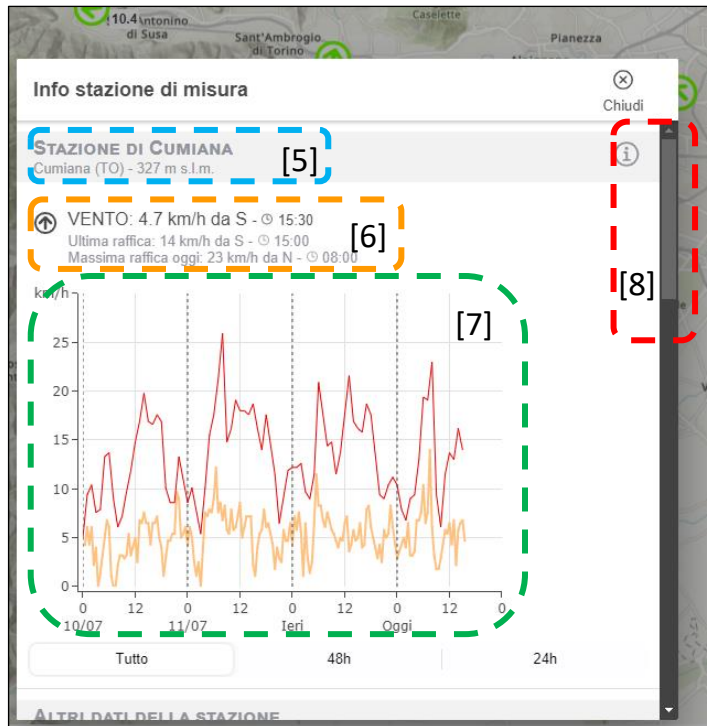 10.4 Antonino
di Susa
Sant'Ambrogio
di Torino
Caselette
Pianezza
Info stazione di misura
Chiudi
STAZIONE DI CUMIANA
Cumiana (TO) - 327 m s.l.m.
[5]
VENTO: 4.7 km/h da S - 15:30
Ultima raffica: 14 km/h da S - 15:00
Massima raffica oggi: 23 km/h da N - 08:00
[6]
[8]
km/h
[7]
25
20
15
10
5
0
0 12 0 12 0 12 0 12 0
10/07 11/07 Ieri Oggi
Tutto 48h 24h
ALTRI DATI DELLA STAZIONE